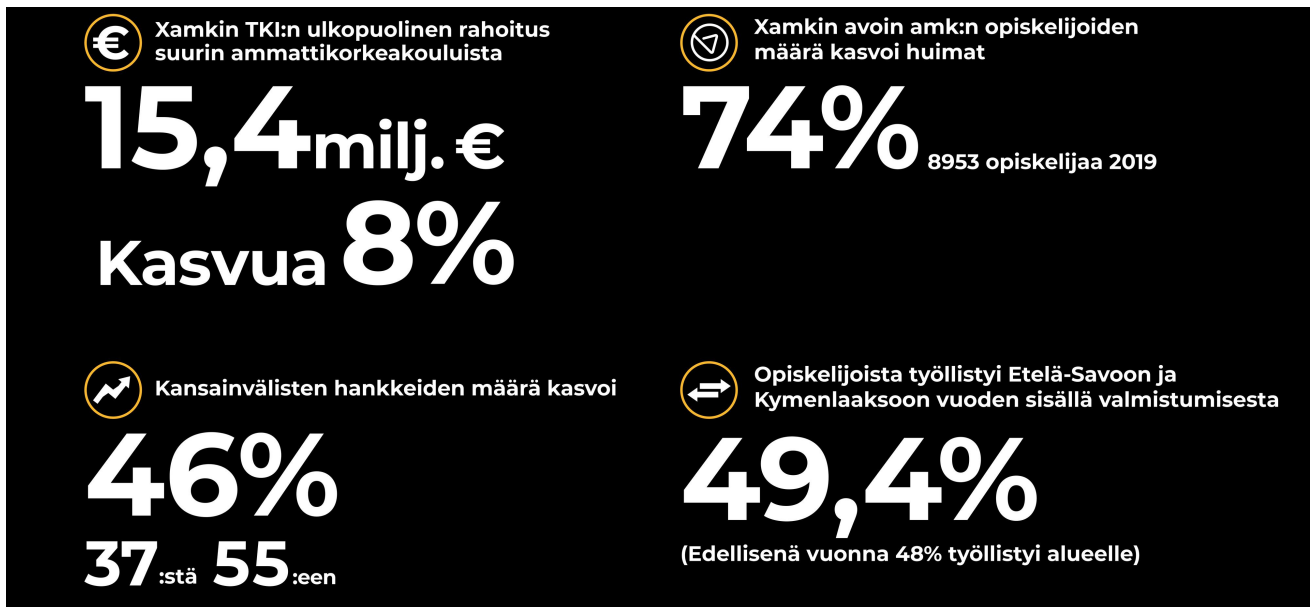 Xamkin TKI:n ulkopuolinen rahoitus
suurin ammattikorkeakouluista
15,4 milj. €
Kasvua 8%
Xamkin avoin amk:n opiskelijoiden
määrä kasvoi huimat
74% 8953 opiskelijaa 2019
Kansainvälisten hankkeiden määrä kasvoi
46%
37:stä 55:een
Opiskelijoista työllistyi Etelä-Savoon ja
Kymenlaaksoon vuoden sisällä valmistumisesta
49,4%
(Edellisenä vuonna 48% työllistyi alueelle)